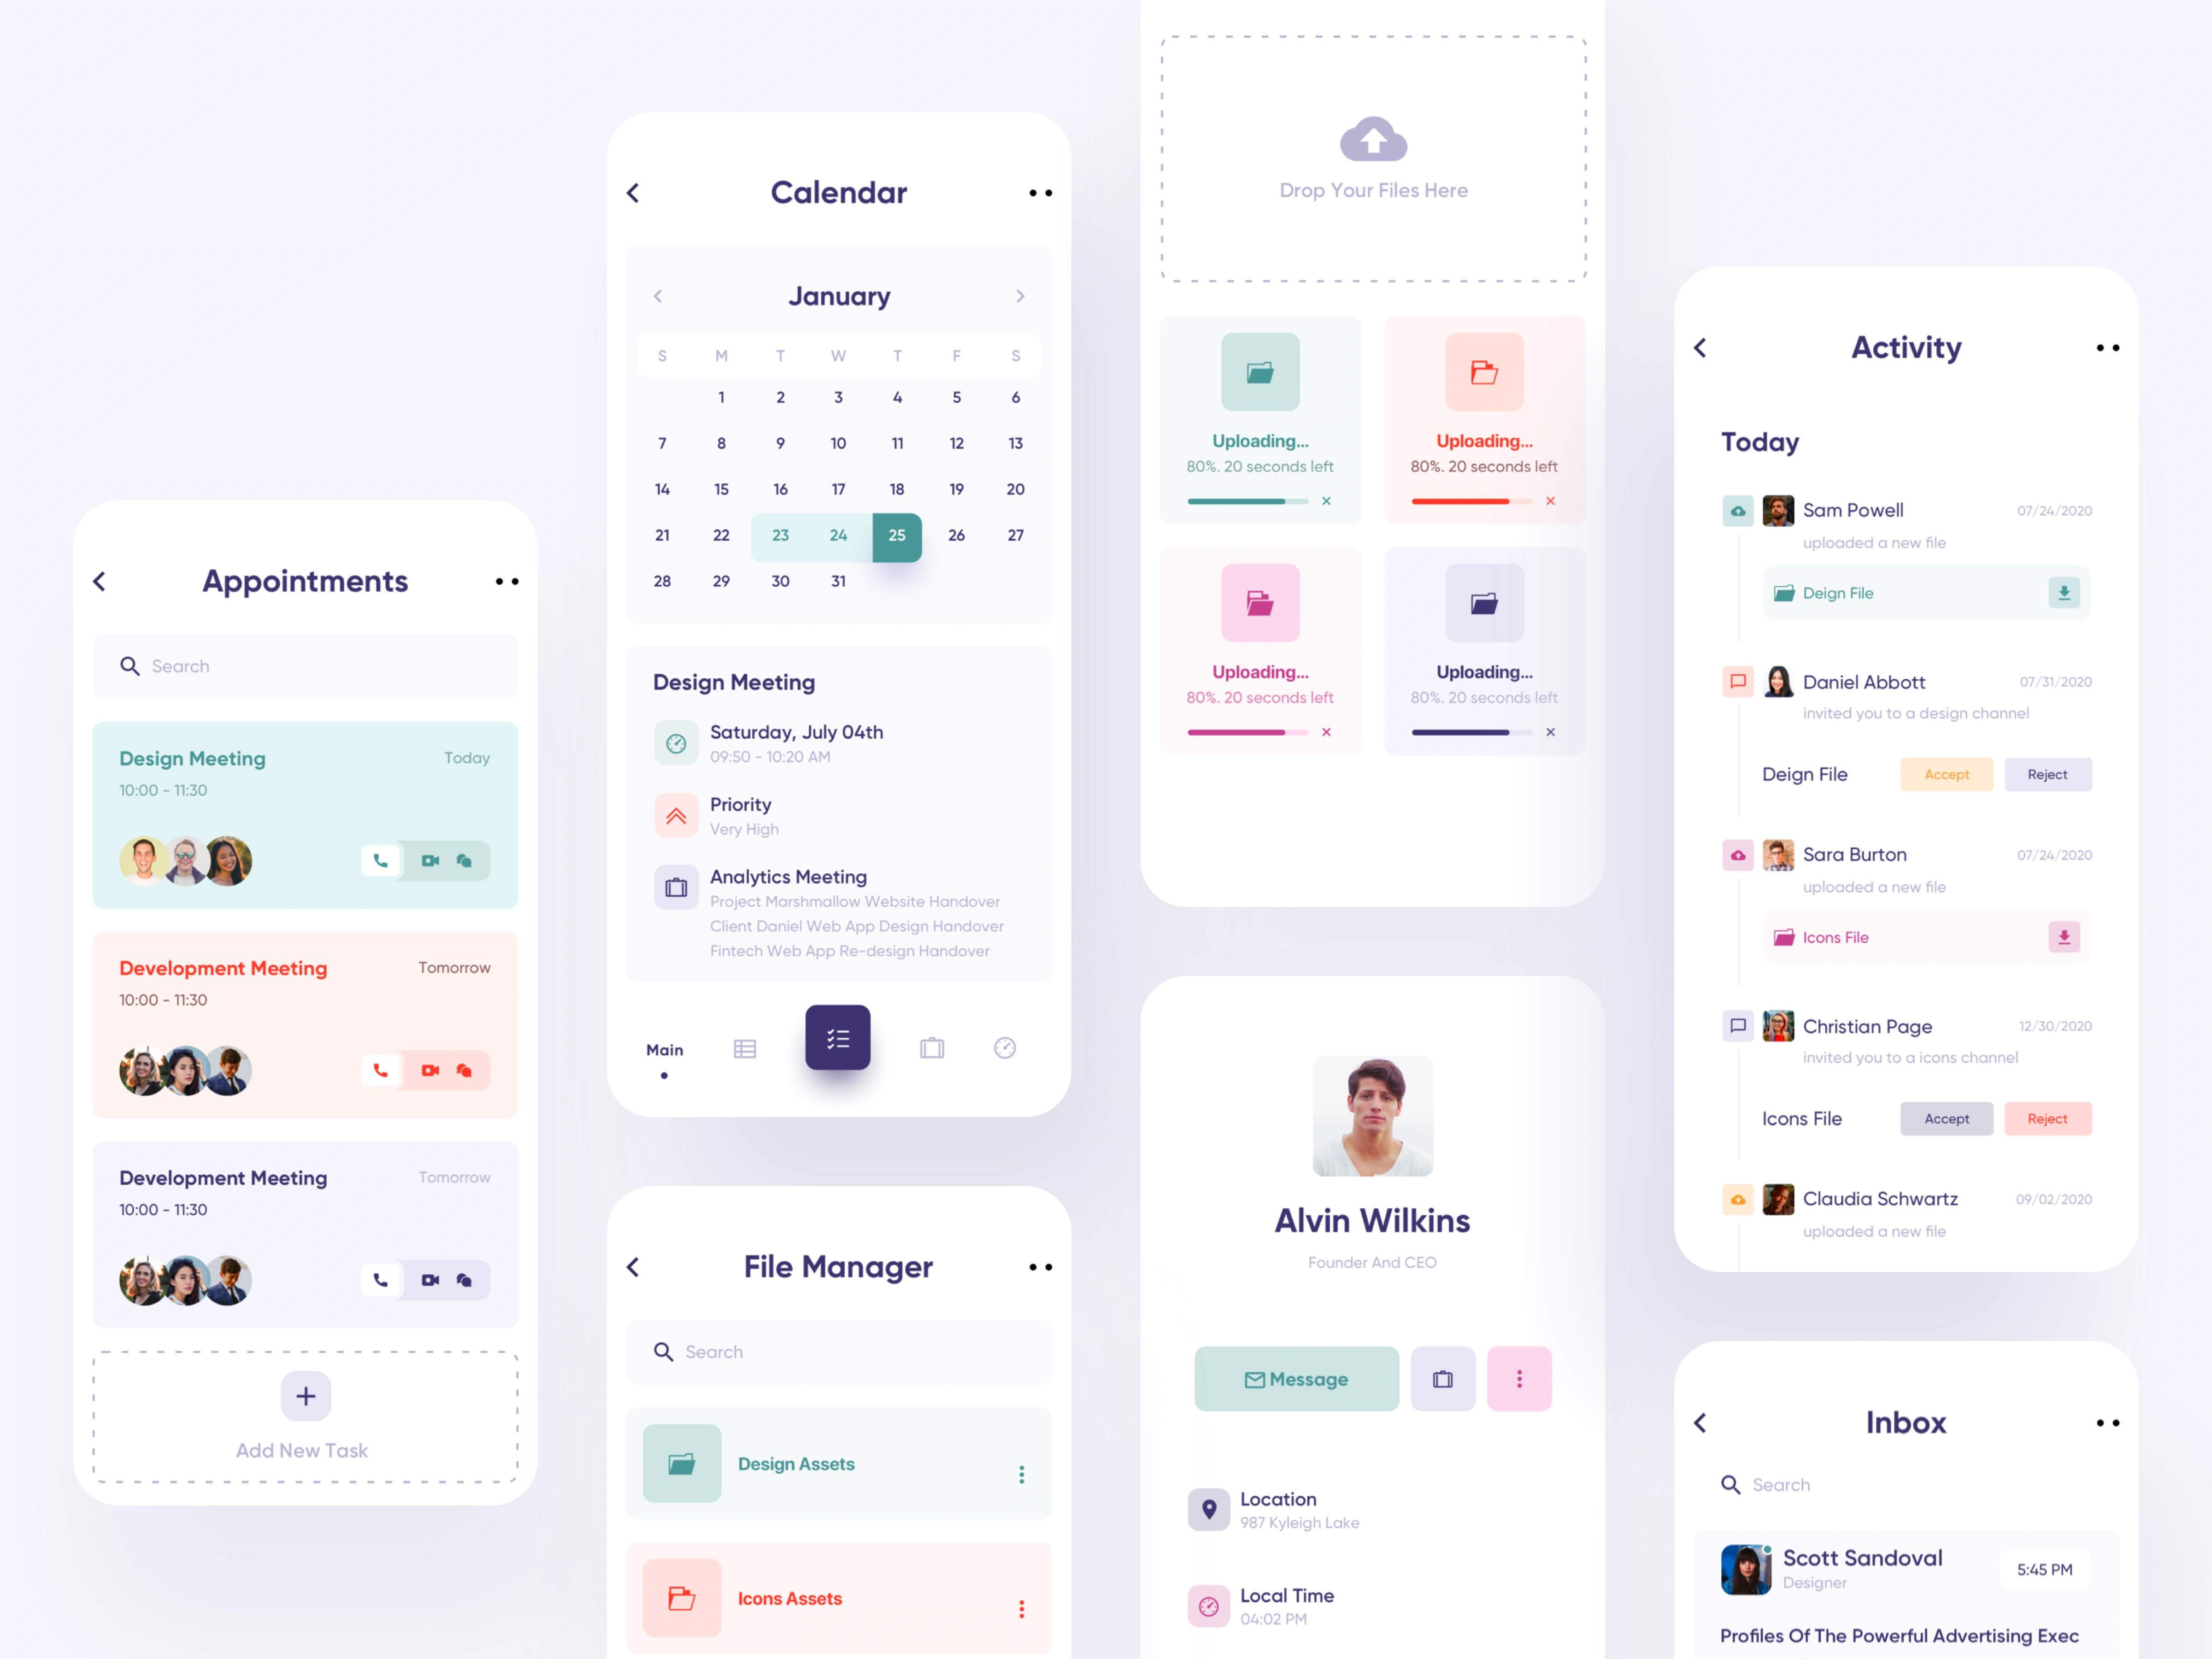 Appointments
Search
Design Meeting
Today
10:00 - 11:30
Development Meeting
Tomorrow
10:00 - 11:30
Development Meeting
Tomorrow
10:00 - 11:30
Add New Task
Calendar
January
S M T W T F S
1 2 3 4 5 6
7 8 9 10 11 12 13
14 15 16 17 18 19 20
21 22 23 24 25 26 27
28 29 30 31
Design Meeting
Saturday, July 04th
09:50 - 10:20 AM
Priority
Very High
Analytics Meeting
Project Marshmallow Website Handover
Client Daniel Web App Design Handover
Fintech Web App Re-design Handover
Main
File Manager
Search
Design Assets
Icons Assets
Drop Your Files Here
Uploading...
80%. 20 seconds left
Uploading...
80%. 20 seconds left
Uploading...
80%. 20 seconds left
Uploading...
80%. 20 seconds left
Alvin Wilkins
Founder And CEO
Message
Location
987 Kyleigh Lake
Local Time
04:02 PM
Activity
Today
Sam Powell
07/24/2020
uploaded a new file
Deign File
Daniel Abbott
07/31/2020
invited you to a design channel
Deign File
Accept
Reject
Sara Burton
07/24/2020
uploaded a new file
Icons File
Christian Page
12/30/2020
invited you to a icons channel
Icons File
Accept
Reject
Claudia Schwartz
09/02/2020
uploaded a new file
Inbox
Search
Scott Sandoval
5:45 PM
Designer
Profiles Of The Powerful Advertising Exec